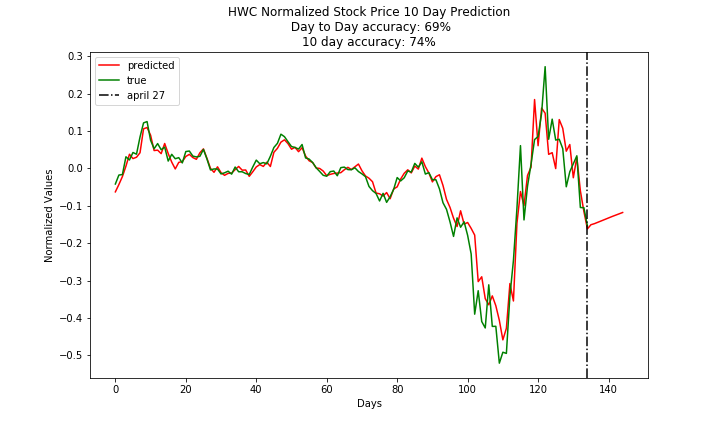 HWC Normalized Stock Price 10 Day Prediction
Day to Day accuracy: 69%
10 day accuracy: 74%
predicted
true
april 27
0.3
0.2
0.1
0.0
−0.1
−0.2
−0.3
−0.4
−0.5
Normalized Values
0 20 40 60 80 100 120 140
Days